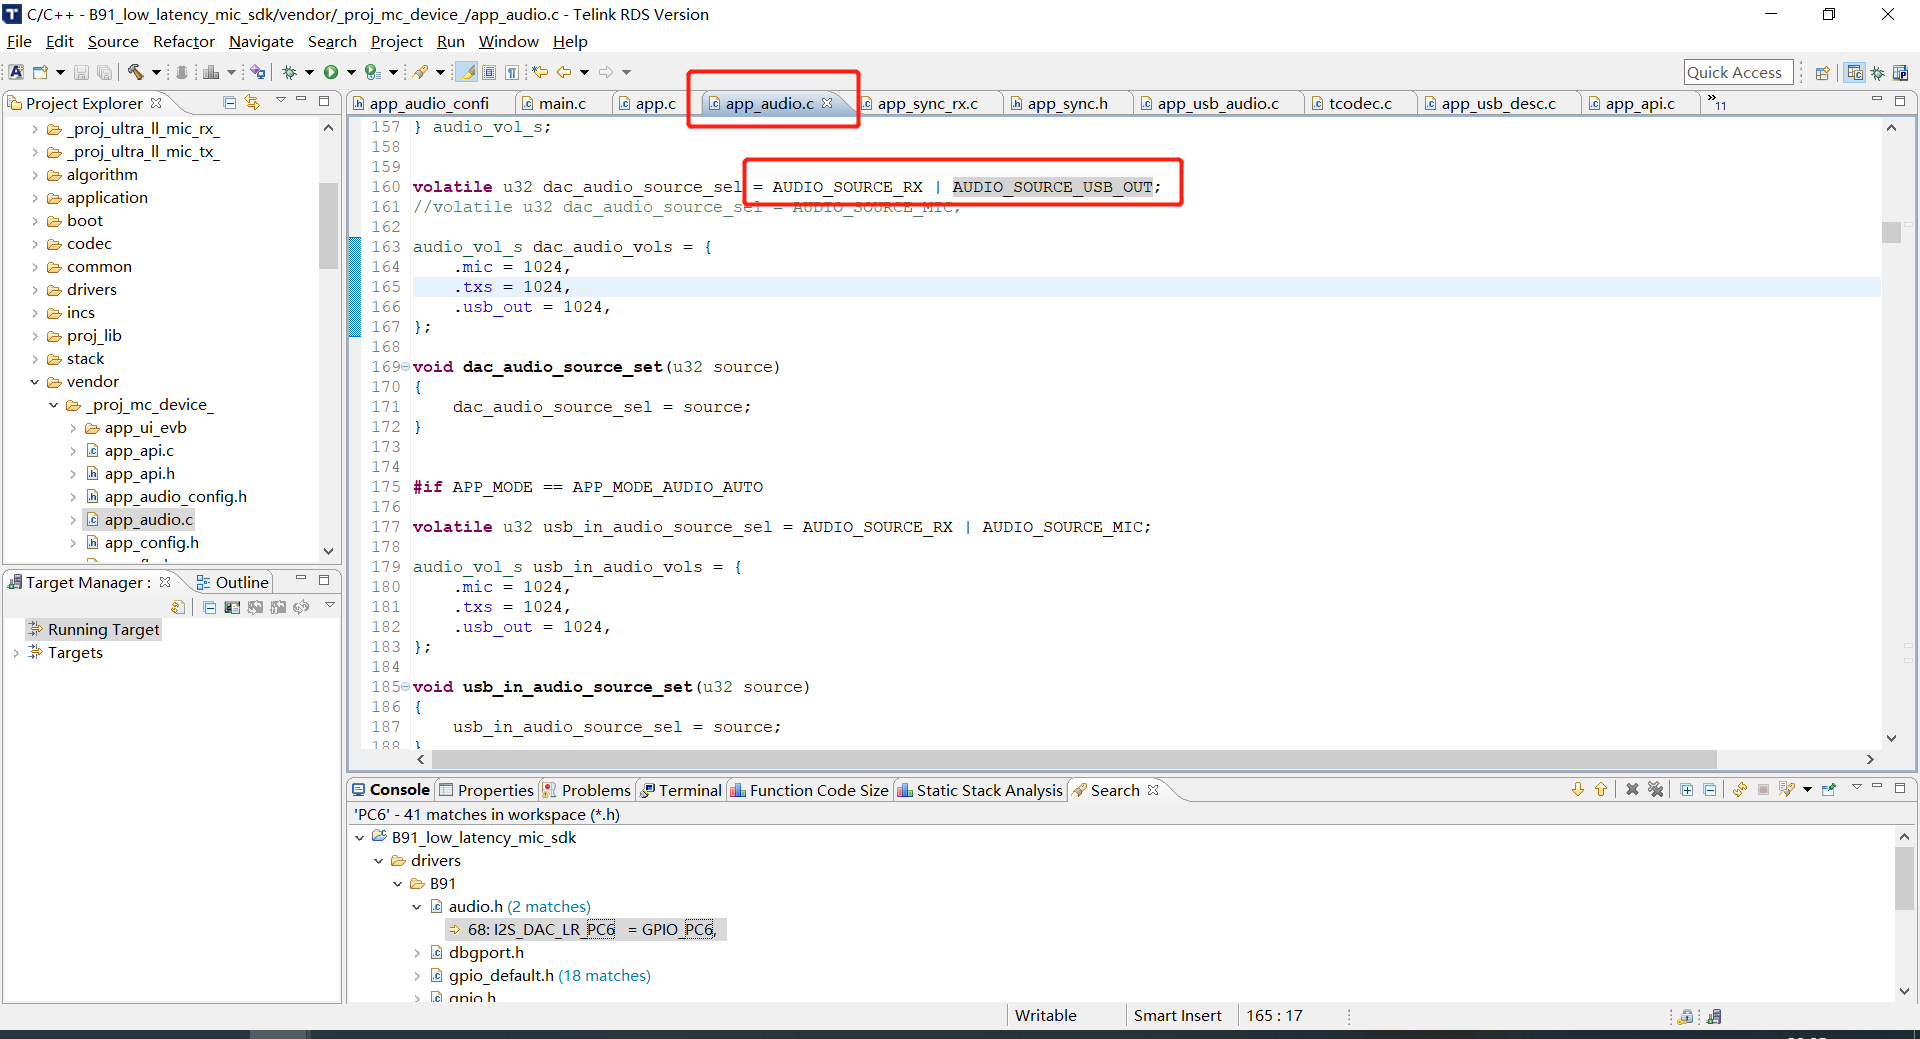 C/C++ - B91_low_latency_mic_sdk/vendor/_proj_mc_device_/app_audio.c - Telink RDS Version
File Edit Source Refactor Navigate Search Project Run Window Help
Quick Access
Project Explorer
_proj_ultra_ll_mic_rx_
_proj_ultra_ll_mic_tx_
algorithm
application
boot
codec
common
drivers
incs
proj_lib
stack
vendor
_proj_mc_device_
app_ui_evb
app_api.c
app_api.h
app_audio_config.h
app_audio.c
app_config.h
Target Manager : Outline
Running Target
Targets
app_audio_confi main.c app.c app_audio.c app_sync_rx.c app_sync.h app_usb_audio.c tcodec.c app_usb_desc.c app_api.c »11
157 } audio_vol_s;
158
159
160 volatile u32 dac_audio_source_sel = AUDIO_SOURCE_RX | AUDIO_SOURCE_USB_OUT;
161 //volatile u32 dac_audio_source_sel = AUDIO_SOURCE_MIC;
162
163 audio_vol_s dac_audio_vols = {
164 .mic = 1024,
165 .txs = 1024,
166 .usb_out = 1024,
167 };
168
169 void dac_audio_source_set(u32 source)
170 {
171 dac_audio_source_sel = source;
172 }
173
174
175 #if APP_MODE == APP_MODE_AUDIO_AUTO
176
177 volatile u32 usb_in_audio_source_sel = AUDIO_SOURCE_RX | AUDIO_SOURCE_MIC;
178
179 audio_vol_s usb_in_audio_vols = {
180 .mic = 1024,
181 .txs = 1024,
182 .usb_out = 1024,
183 };
184
185 void usb_in_audio_source_set(u32 source)
186 {
187 usb_in_audio_source_sel = source;
188 }
Console Properties Problems Terminal Function Code Size Static Stack Analysis Search
'PC6' - 41 matches in workspace (*.h)
B91_low_latency_mic_sdk
drivers
B91
audio.h (2 matches)
68: I2S_DAC_LR_PC6 = GPIO_PC6,
dbgport.h
gpio_default.h (18 matches)
gpio.h
Writable Smart Insert 165 : 17